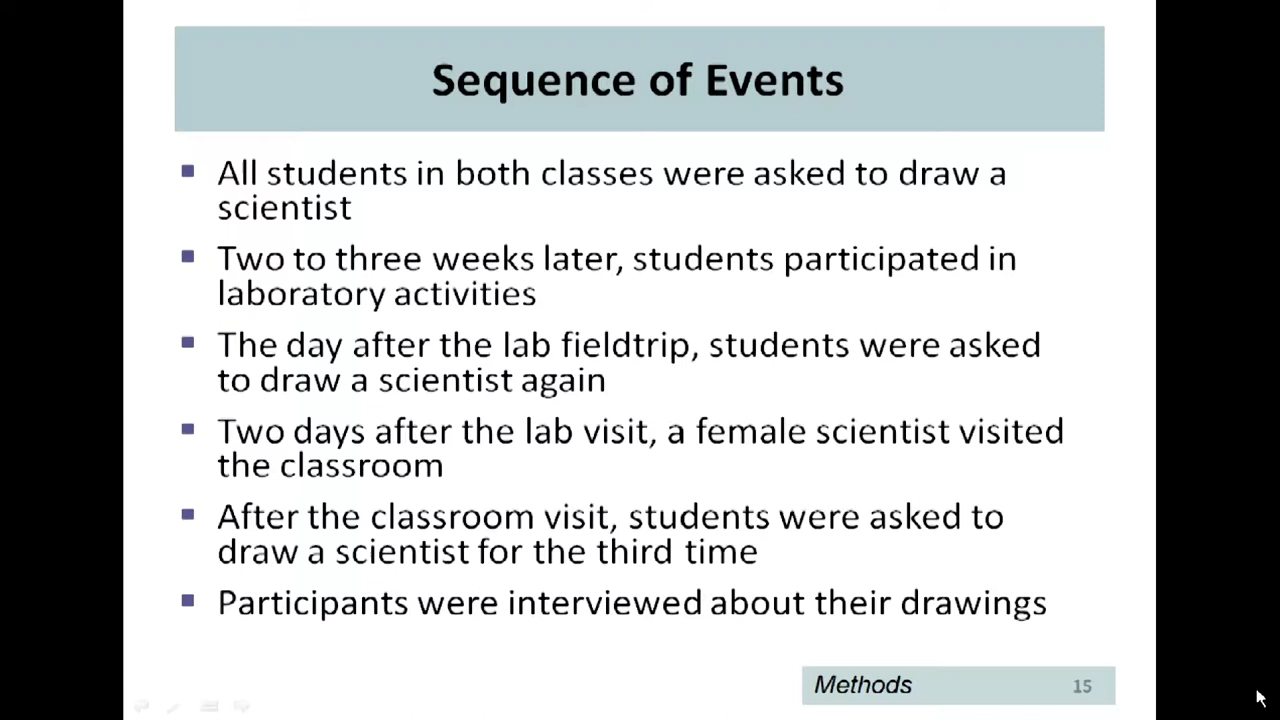 Sequence of Events
All students in both classes were asked to draw a
scientist
Two to three weeks later, students participated in
laboratory activities
The day after the lab fieldtrip, students were asked
to draw a scientist again
Two days after the lab visit, a female scientist visited
the classroom
After the classroom visit, students were asked to
draw a scientist for the third time
Participants were interviewed about their drawings
Methods 15